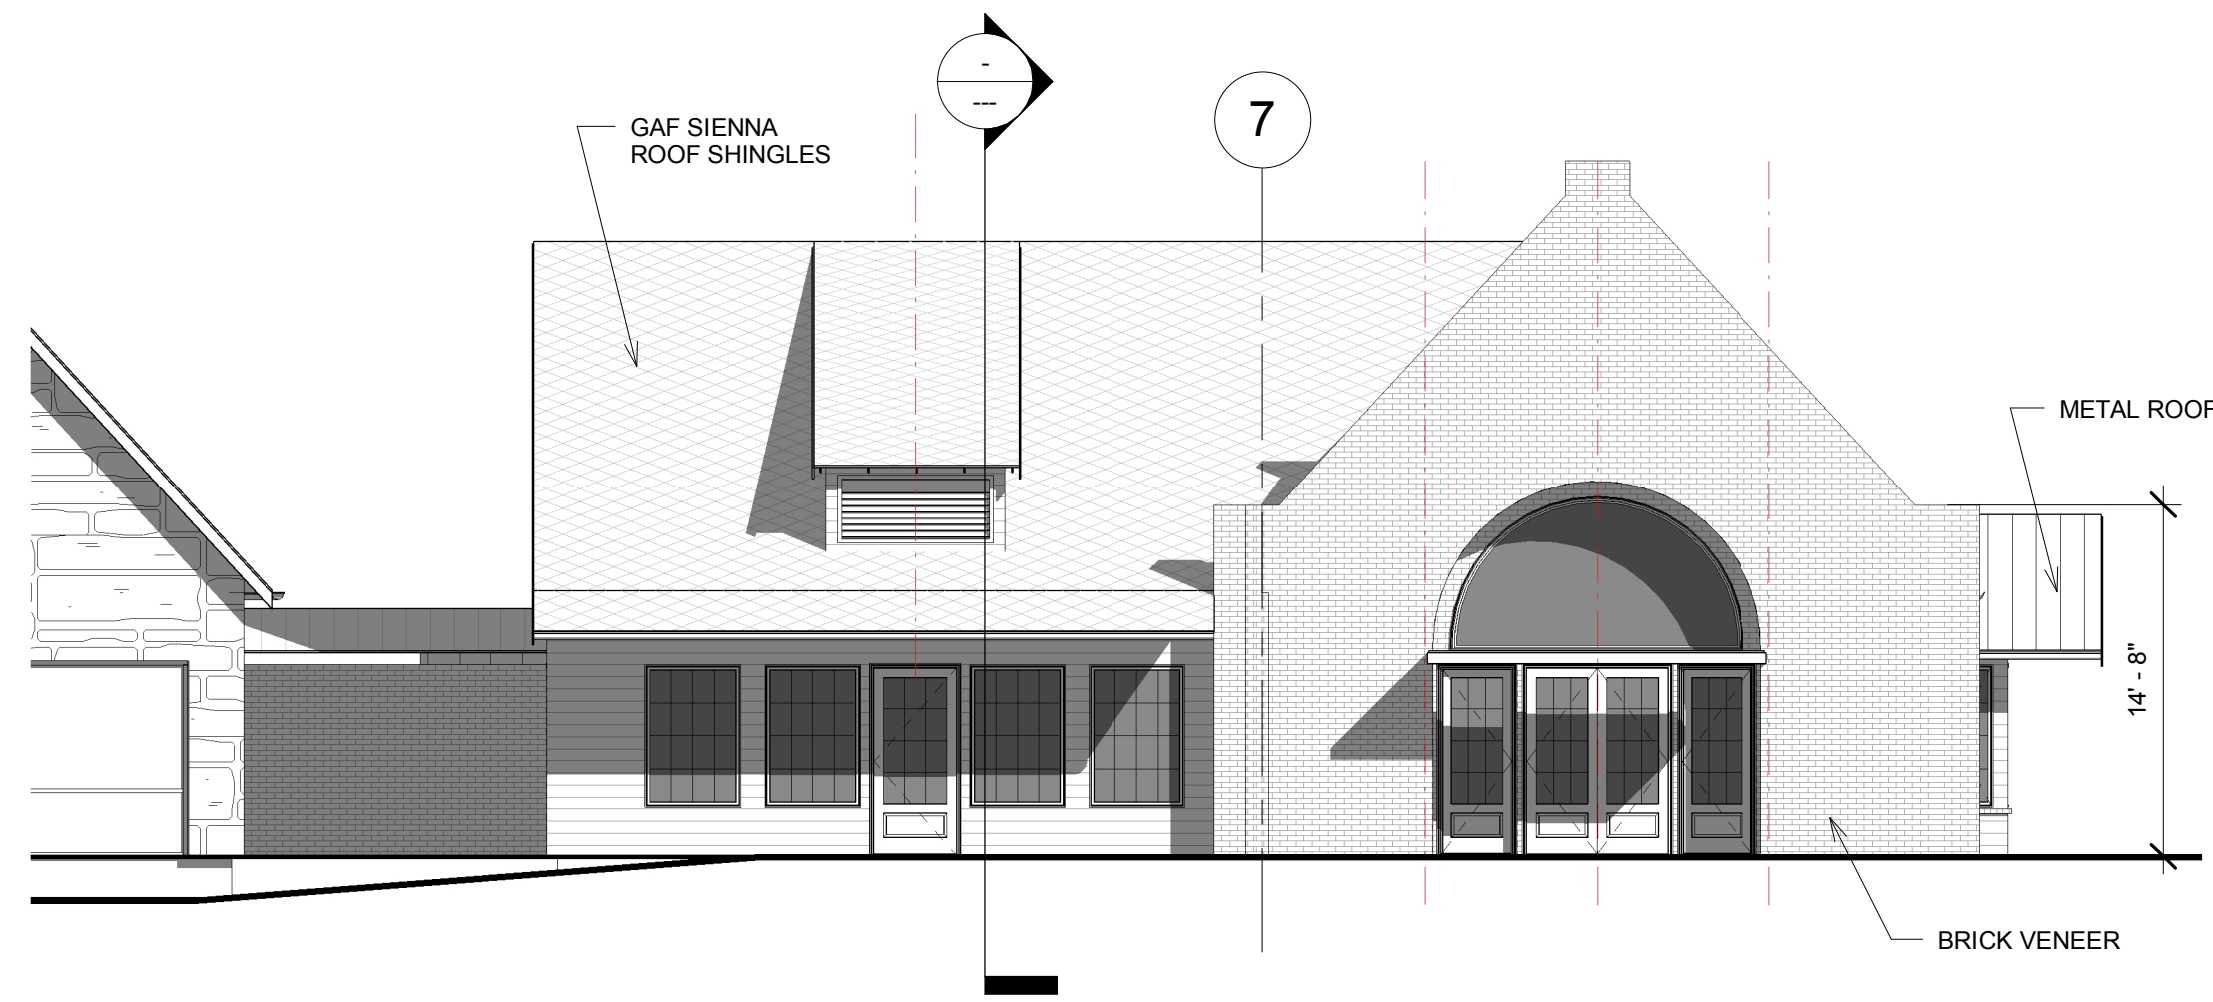 -
---
7
GAF SIENNA
ROOF SHINGLES
METAL ROOF
14' - 8"
BRICK VENEER